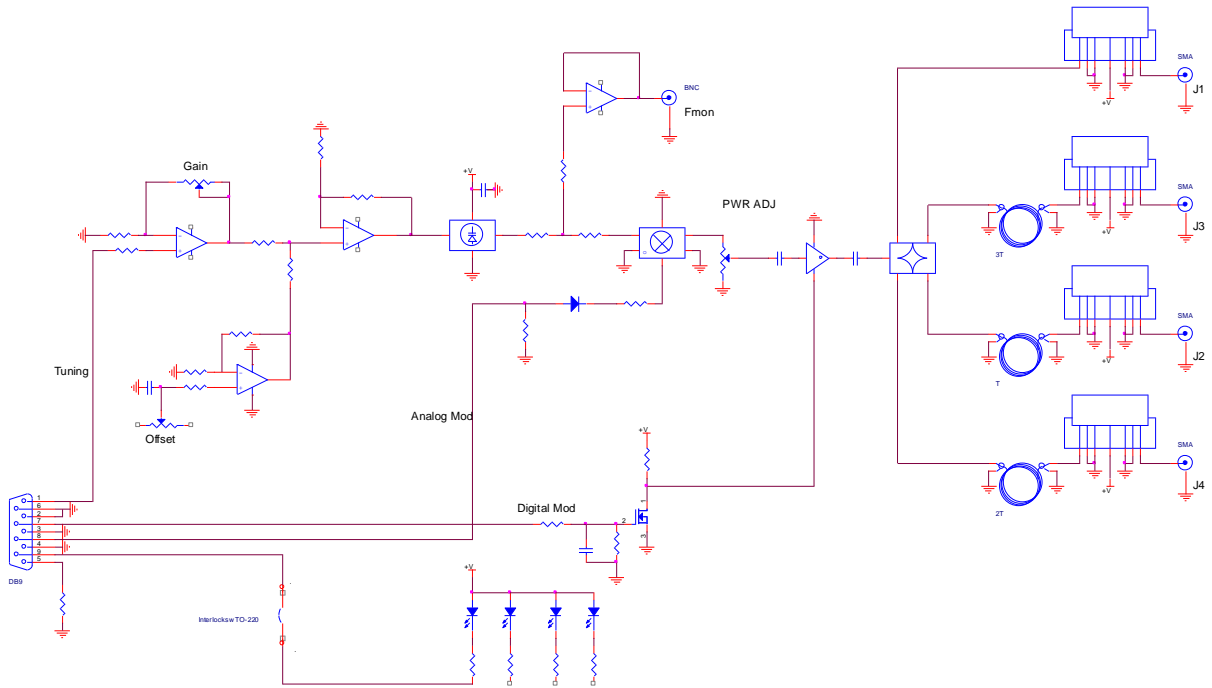 SMA
J1
+V
BNC
Fmon
Gain
+V
SMA
J3
+V
PWR ADJ
3T
SMA
J2
+V
T
Tuning
Analog Mod
Offset
SMA
J4
+V
2T
+V
1
2
3
Digital Mod
1
6
2
7
3
8
4
9
5
DB9
+V
Interlocksw TO-220